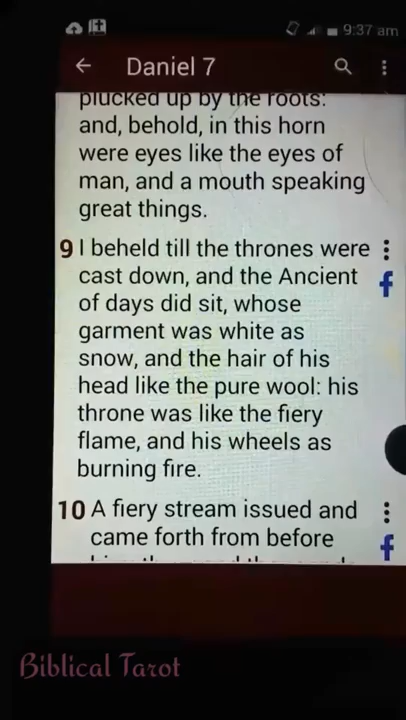 9:37 am
Daniel 7
plucked up by the roots:
and, behold, in this horn
were eyes like the eyes of
man, and a mouth speaking
great things.
9 I beheld till the thrones were
cast down, and the Ancient
of days did sit, whose
garment was white as
snow, and the hair of his
head like the pure wool: his
throne was like the fiery
flame, and his wheels as
burning fire.
10 A fiery stream issued and
came forth from before
Biblical Tarot